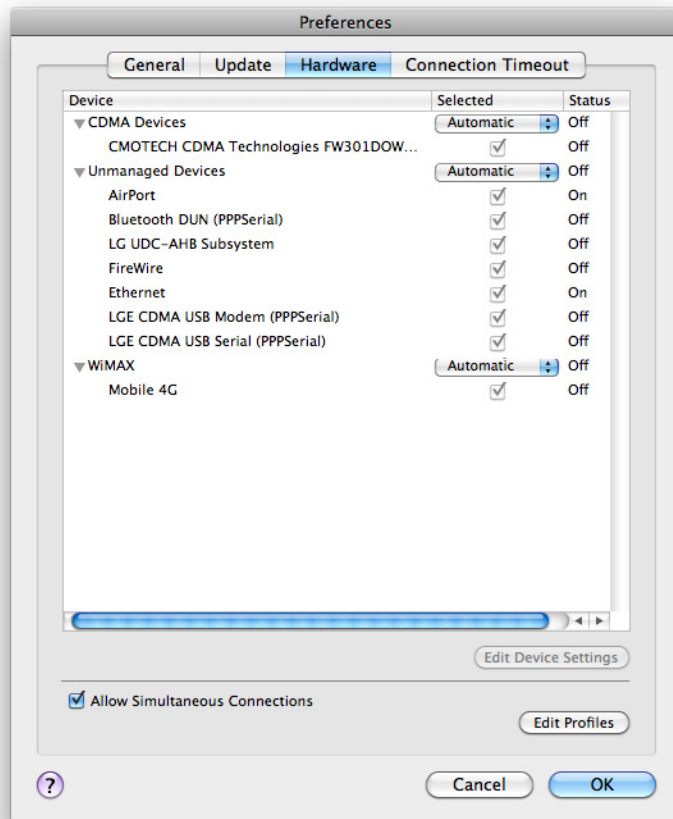 Preferences
General Update Hardware Connection Timeout
Device Selected Status
CDMA Devices Automatic Off
CMOTECH CDMA Technologies FW301DOW... Off
Unmanaged Devices Automatic Off
AirPort On
Bluetooth DUN (PPPSerial) Off
LG UDC-AHB Subsystem Off
FireWire Off
Ethernet On
LGE CDMA USB Modem (PPPSerial) Off
LGE CDMA USB Serial (PPPSerial) Off
WiMAX Automatic Off
Mobile 4G Off
Edit Device Settings
Allow Simultaneous Connections
Edit Profiles
? Cancel OK